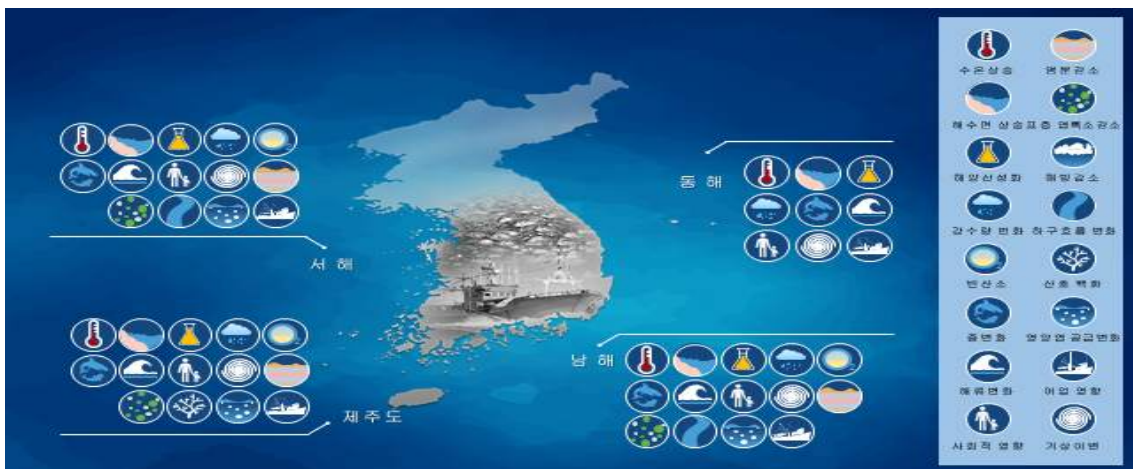 서해
동해
제주도
남해
수온상승 염분감소
해수면 상승 표층 엽록소감소
해양산성화 해빙감소
강수량 변화 하구흐름 변화
빈산소 산호 백화
종변화 영양염 공급변화
해류변화 어업 영향
사회적 영향 기상이변